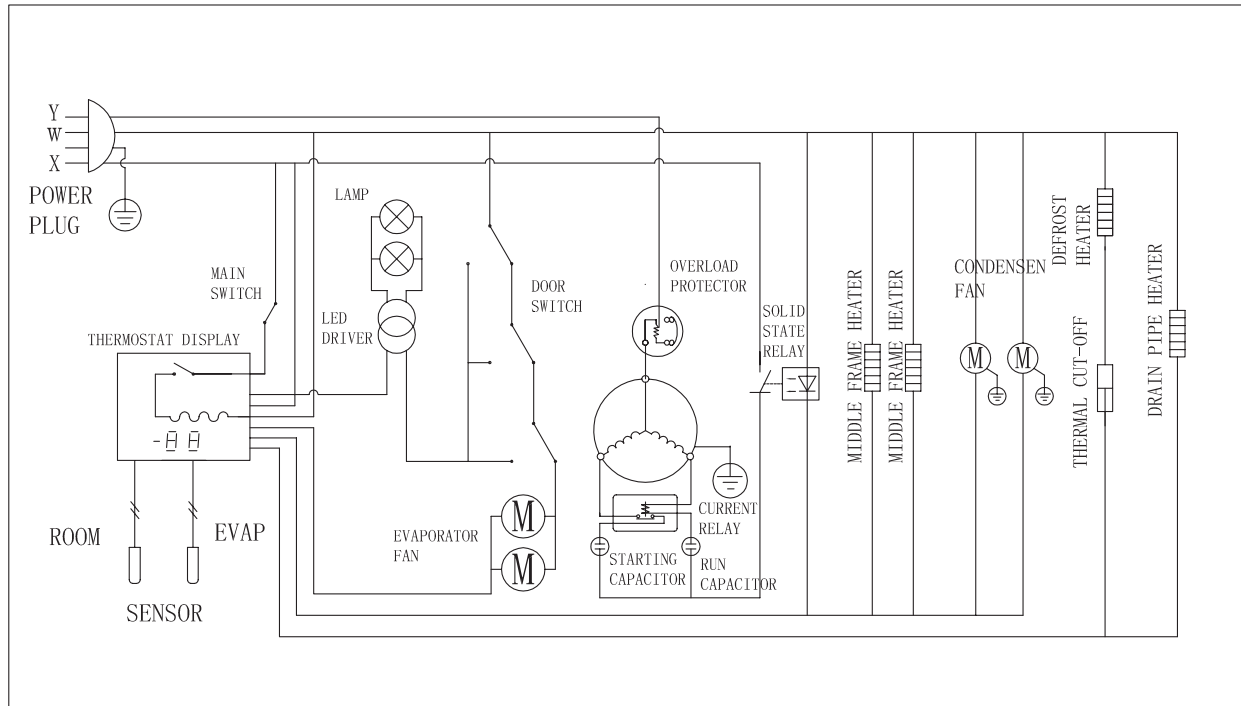 Y
W
X
POWER
PLUG
LAMP
MAIN
SWITCH
LED
DRIVER
THERMOSTAT DISPLAY
DOOR
SWITCH
OVERLOAD
PROTECTOR
SOLID
STATE
RELAY
MIDDLE FRAME HEATER
MIDDLE FRAME HEATER
CONDENSEN
FAN
M
M
DEFROST
HEATER
THERMAL CUT-OFF
DRAIN PIPE HEATER
ROOM
EVAP
SENSOR
EVAPORATOR
FAN
M
M
CURRENT
RELAY
STARTING
CAPACITOR
RUN
CAPACITOR